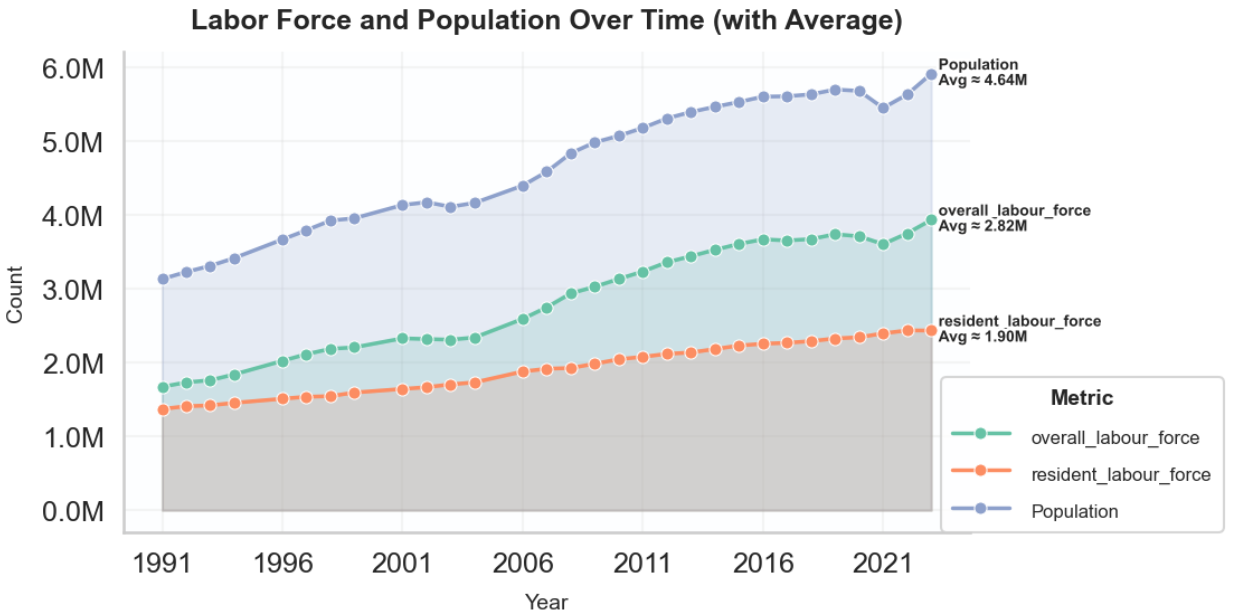 Labor Force and Population Over Time (with Average)
6.0M
5.0M
4.0M
3.0M
2.0M
1.0M
0.0M
Count
Population
Avg ≈ 4.64M
overall_labour_force
Avg ≈ 2.82M
resident_labour_force
Avg ≈ 1.90M
Metric
overall_labour_force
resident_labour_force
Population
1991 1996 2001 2006 2011 2016 2021
Year